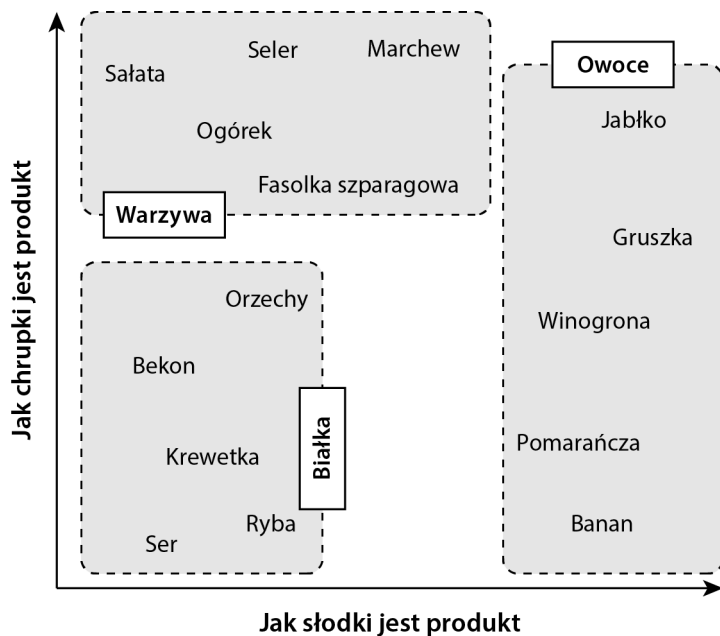 Jak chrupki jest produkt
Sałata
Seler
Marchew
Ogórek
Fasolka szparagowa
Warzywa
Owoce
Jabłko
Gruszka
Winogrona
Pomarańcza
Banan
Orzechy
Bekon
Krewetka
Ryba
Ser
Białka
Jak słodki jest produkt